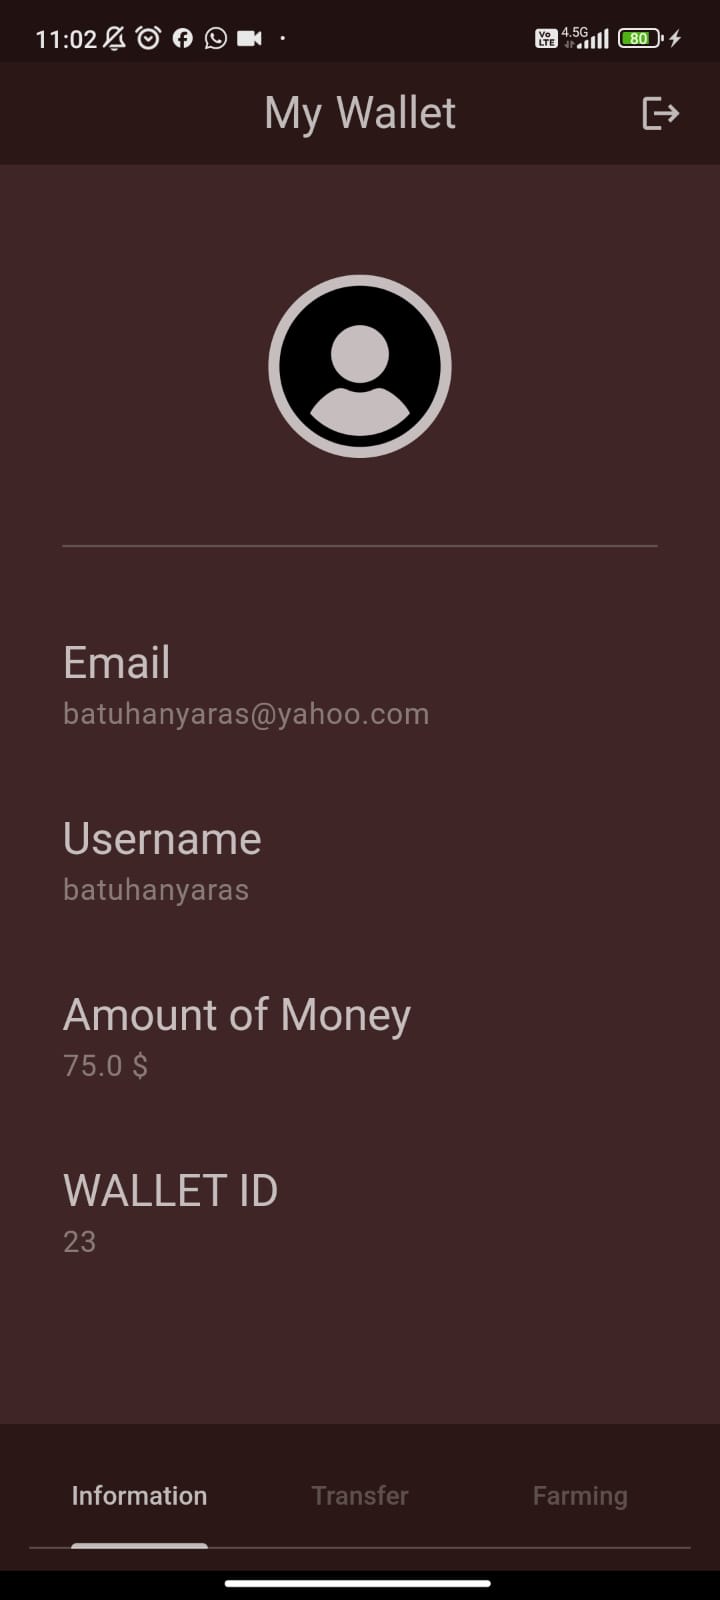 11:02
Vo LTE 4.5G 80
My Wallet
Email
batuhanyaras@yahoo.com
Username
batuhanyaras
Amount of Money
75.0 $
WALLET ID
23
Information Transfer Farming